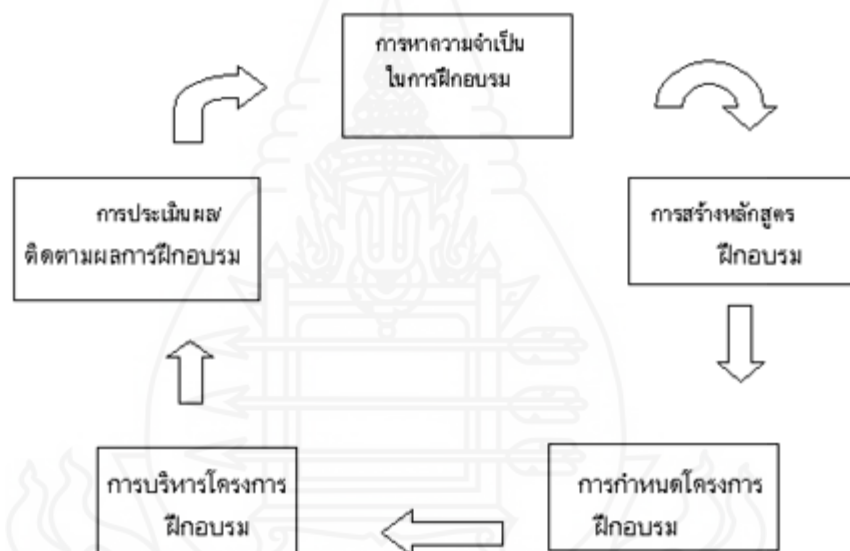 การหาความจำเป็น
ในการฝึกอบรม
การสร้างหลักสูตร
ฝึกอบรม
การกำหนดโครงการ
ฝึกอบรม
การบริหารโครงการ
ฝึกอบรม
การประเมินผล/
ติดตามผลการฝึกอบรม